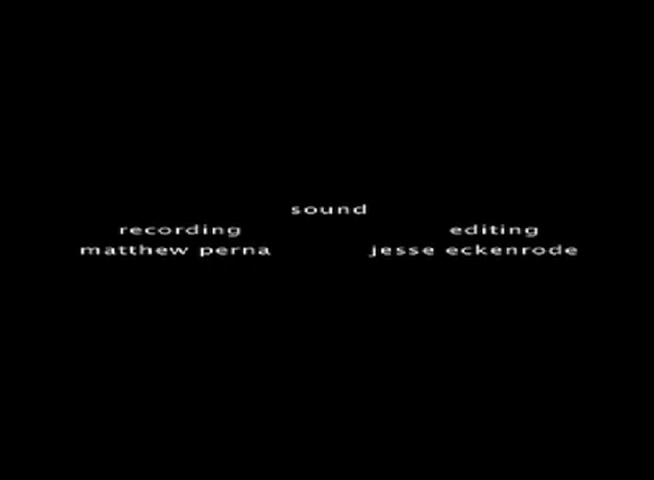 sound
recording editing
matthew perna jesse eckenrode